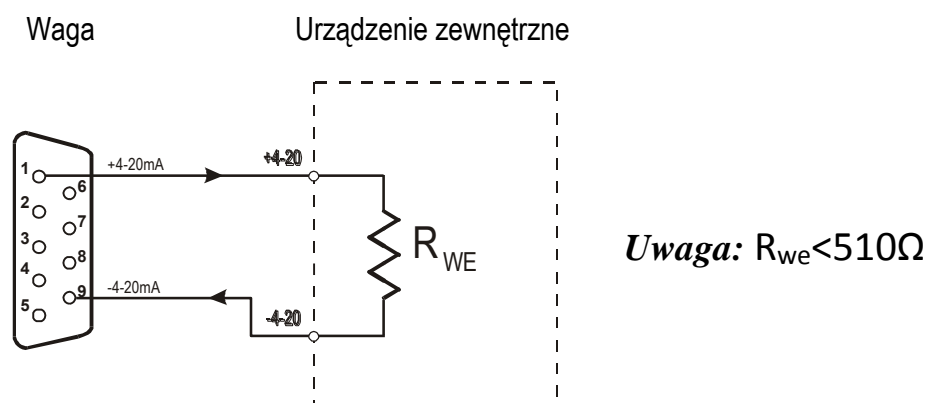 Waga
Urządzenie zewnętrzne
1
+4-20mA
+4-20
6
2
7
3
R WE
Uwaga: Rwe<510Ω
8
4
9
-4-20mA
5
-4-20